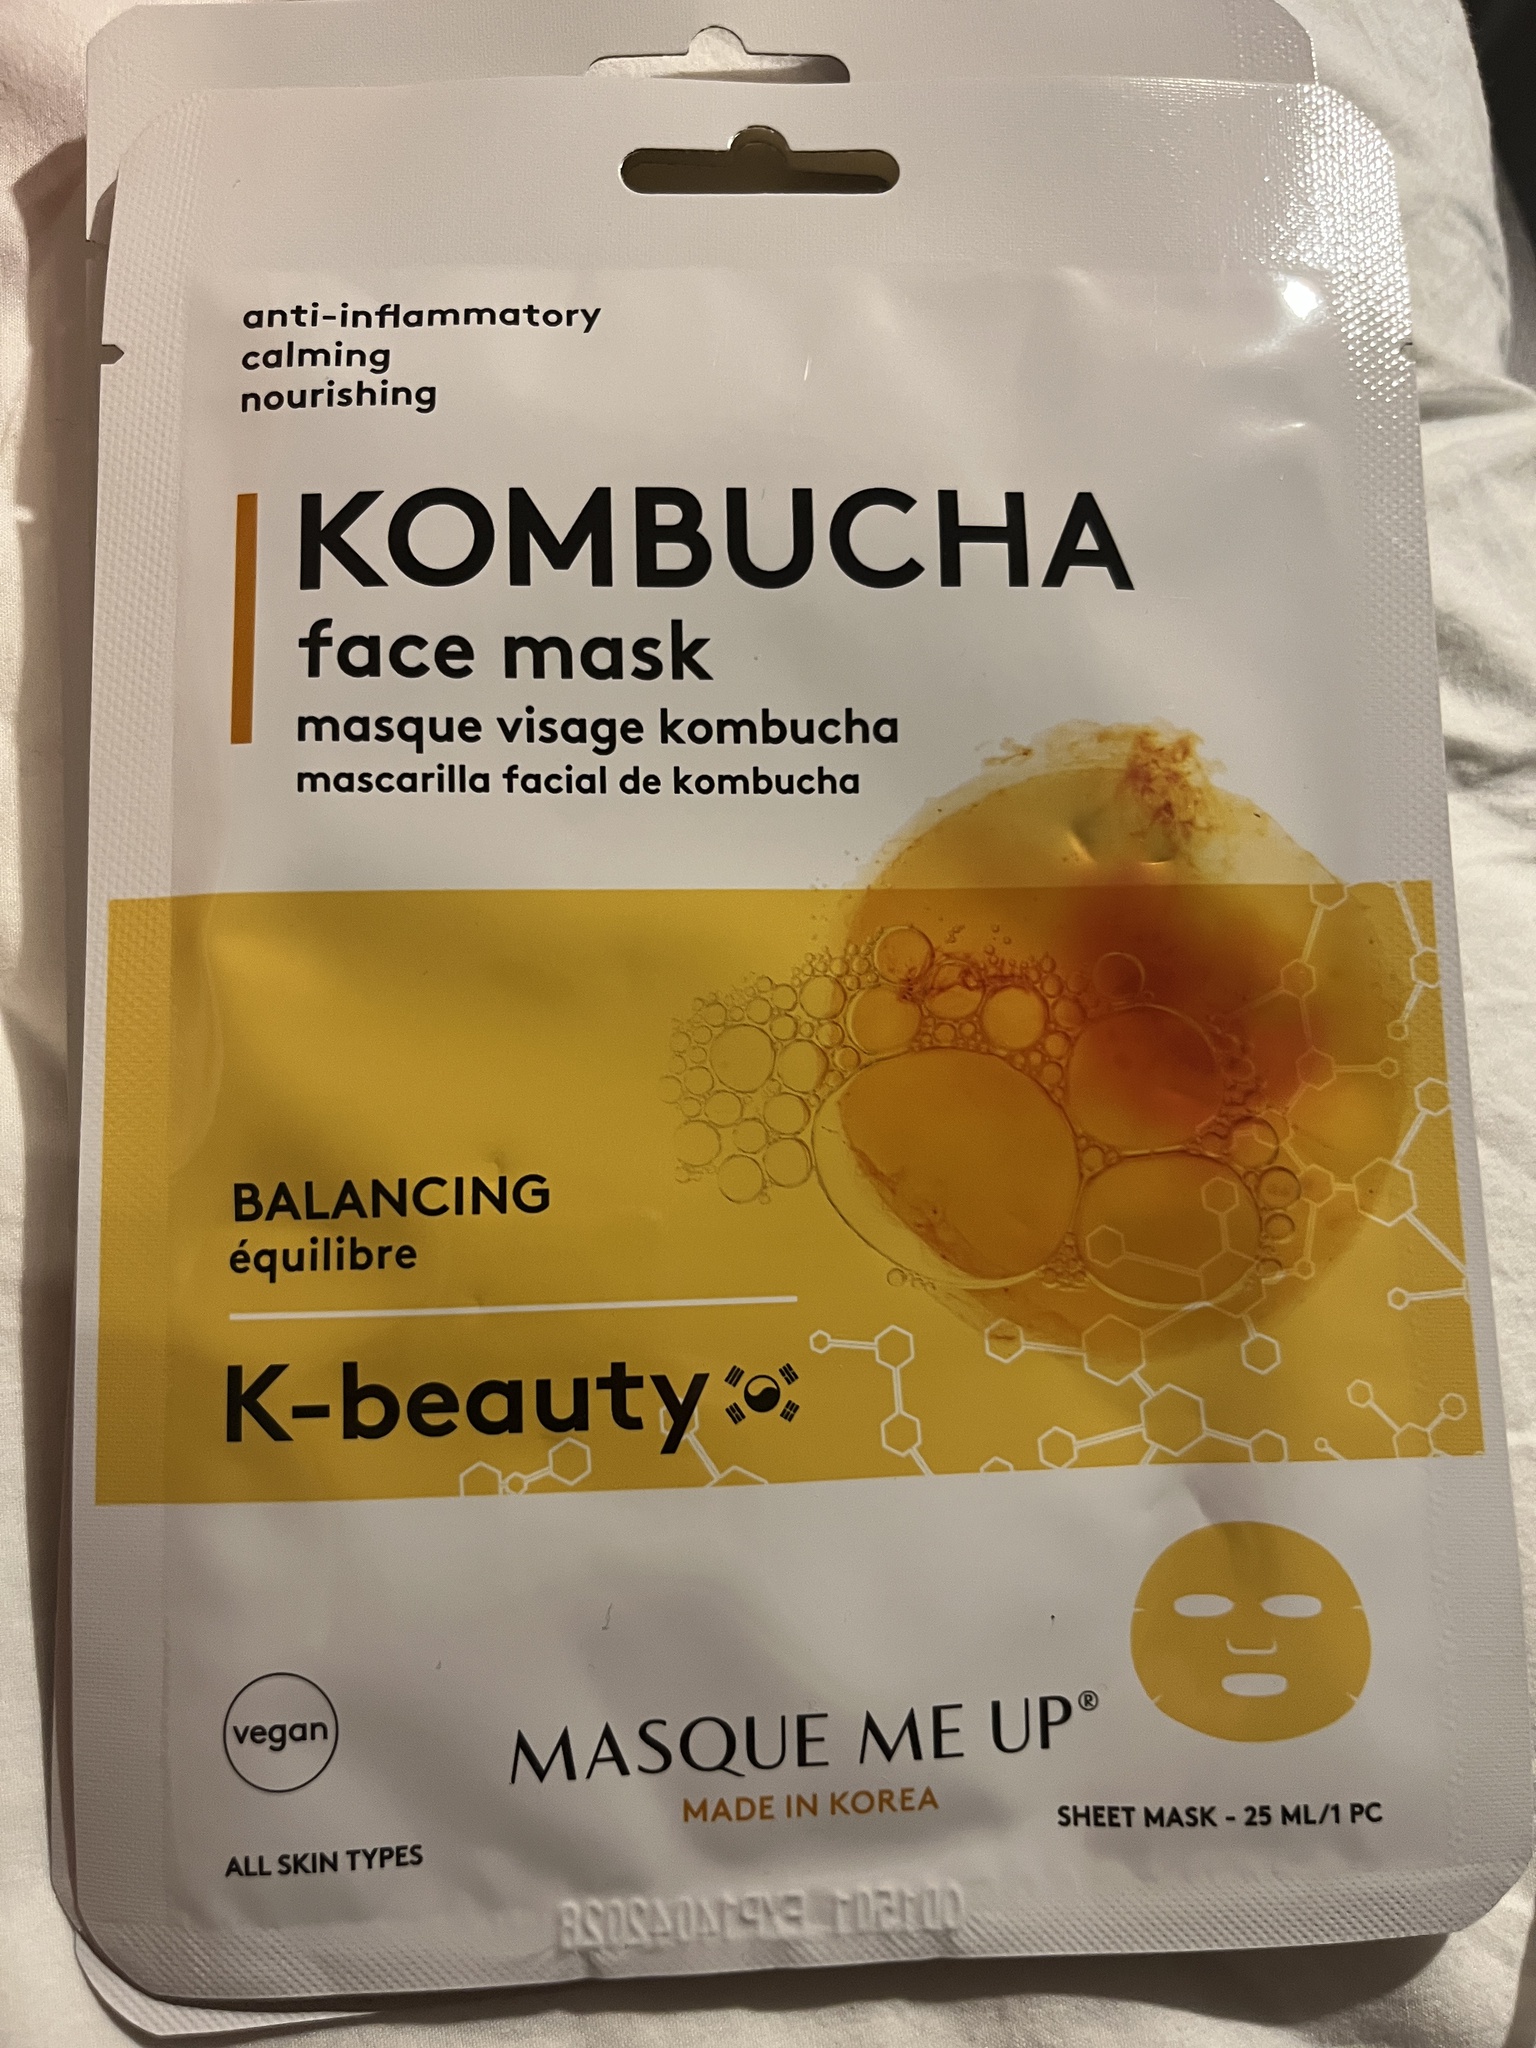 anti-inflammatory
calming
nourishing
KOMBUCHA
face mask
masque visage kombucha
mascarilla facial de kombucha
BALANCING
équilibre
K-beauty
vegan
MASQUE ME UP®
MADE IN KOREA
SHEET MASK - 25 ML/1 PC
ALL SKIN TYPES
EXP14042028